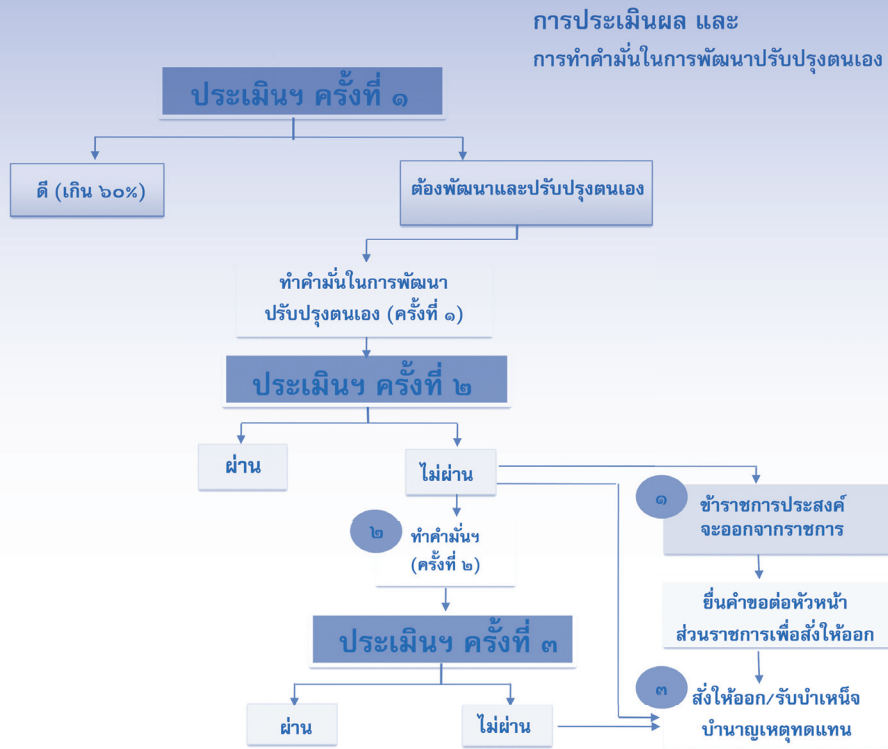 การประเมินผล และ
การทำคำมั่นในการพัฒนาปรับปรุงตนเอง
ประเมินฯ ครั้งที่ ๑
ดี (เกิน ๖๐%)
ต้องพัฒนาและปรับปรุงตนเอง
ทำคำมั่นในการพัฒนา
ปรับปรุงตนเอง (ครั้งที่ ๑)
ประเมินฯ ครั้งที่ ๒
ผ่าน
ไม่ผ่าน
๑
ข้าราชการประสงค์
จะออกจากราชการ
๒
ทำคำมั่นฯ
(ครั้งที่ ๒)
ยื่นคำขอต่อหัวหน้า
ส่วนราชการเพื่อสั่งให้ออก
ประเมินฯ ครั้งที่ ๓
๓
สั่งให้ออก/รับบำเหน็จ
บำนาญเหตุทดแทน
ผ่าน
ไม่ผ่าน